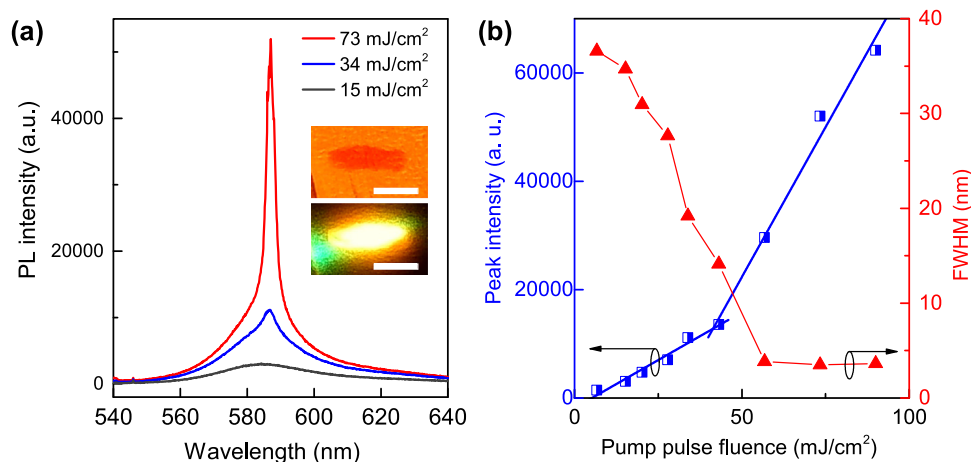 (a)
73 mJ/cm²
34 mJ/cm²
15 mJ/cm²
PL intensity (a.u.)
40000
20000
0
540
560
580
600
620
640
Wavelength (nm)
(b)
Peak intensity (a. u.)
60000
40000
20000
0
0
50
100
Pump pulse fluence (mJ/cm²)
40
30
20
10
0
FWHM (nm)